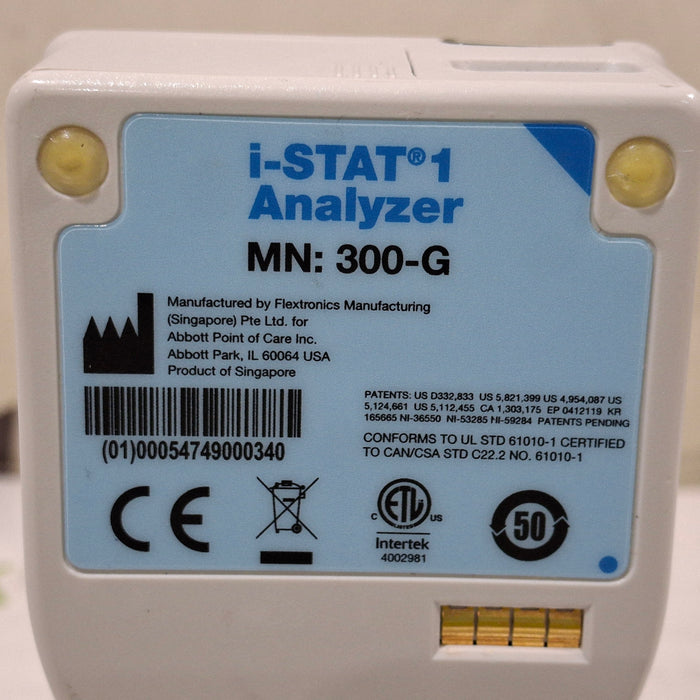 i-STAT®1
Analyzer
MN: 300-G
Manufactured by Flextronics Manufacturing
(Singapore) Pte Ltd. for
Abbott Point of Care Inc.
Abbott Park, IL 60064 USA
Product of Singapore
(01)00054749000340
PATENTS: US D332,833 US 5,821,399 US 4,954,087 US
5,124,661 US 5,112,455 CA 1,303,175 EP 0412119 KR
165665 NI-36550 NI-53285 NI-59284 PATENTS PENDING
CONFORMS TO UL STD 61010-1 CERTIFIED
TO CAN/CSA STD C22.2 NO. 61010-1
CE
C ETL US
LISTED
Intertek
4002981
50